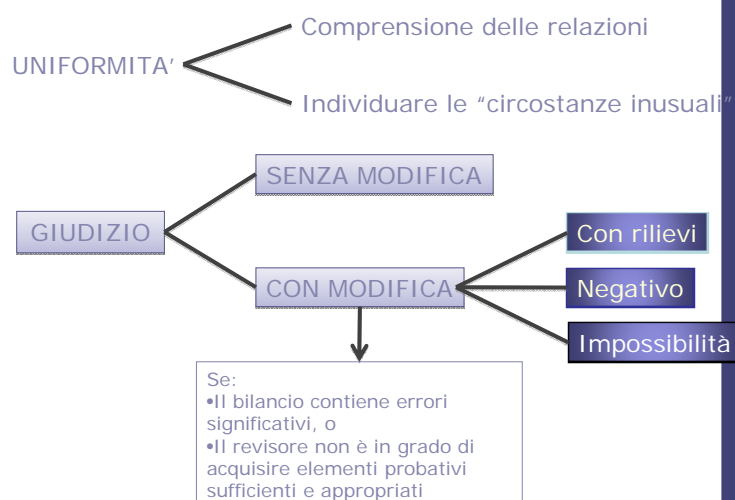 Comprensione delle relazioni
UNIFORMITA’
Individuare le “circostanze inusuali”
SENZA MODIFICA
GIUDIZIO
Con rilievi
CON MODIFICA
Negativo
Impossibilità
Se:
•Il bilancio contiene errori
significativi, o
•Il revisore non è in grado di
acquisire elementi probativi
sufficienti e appropriati